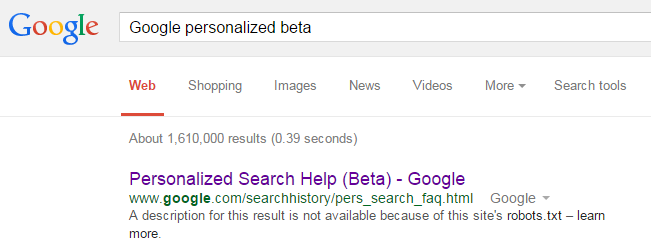 Google Google personalized beta
Web Shopping Images News Videos More Search tools
About 1,610,000 results (0.39 seconds)
Personalized Search Help (Beta) - Google
www.google.com/searchhistory/pers_search_faq.html Google
A description for this result is not available because of this site's robots.txt – learn
more.